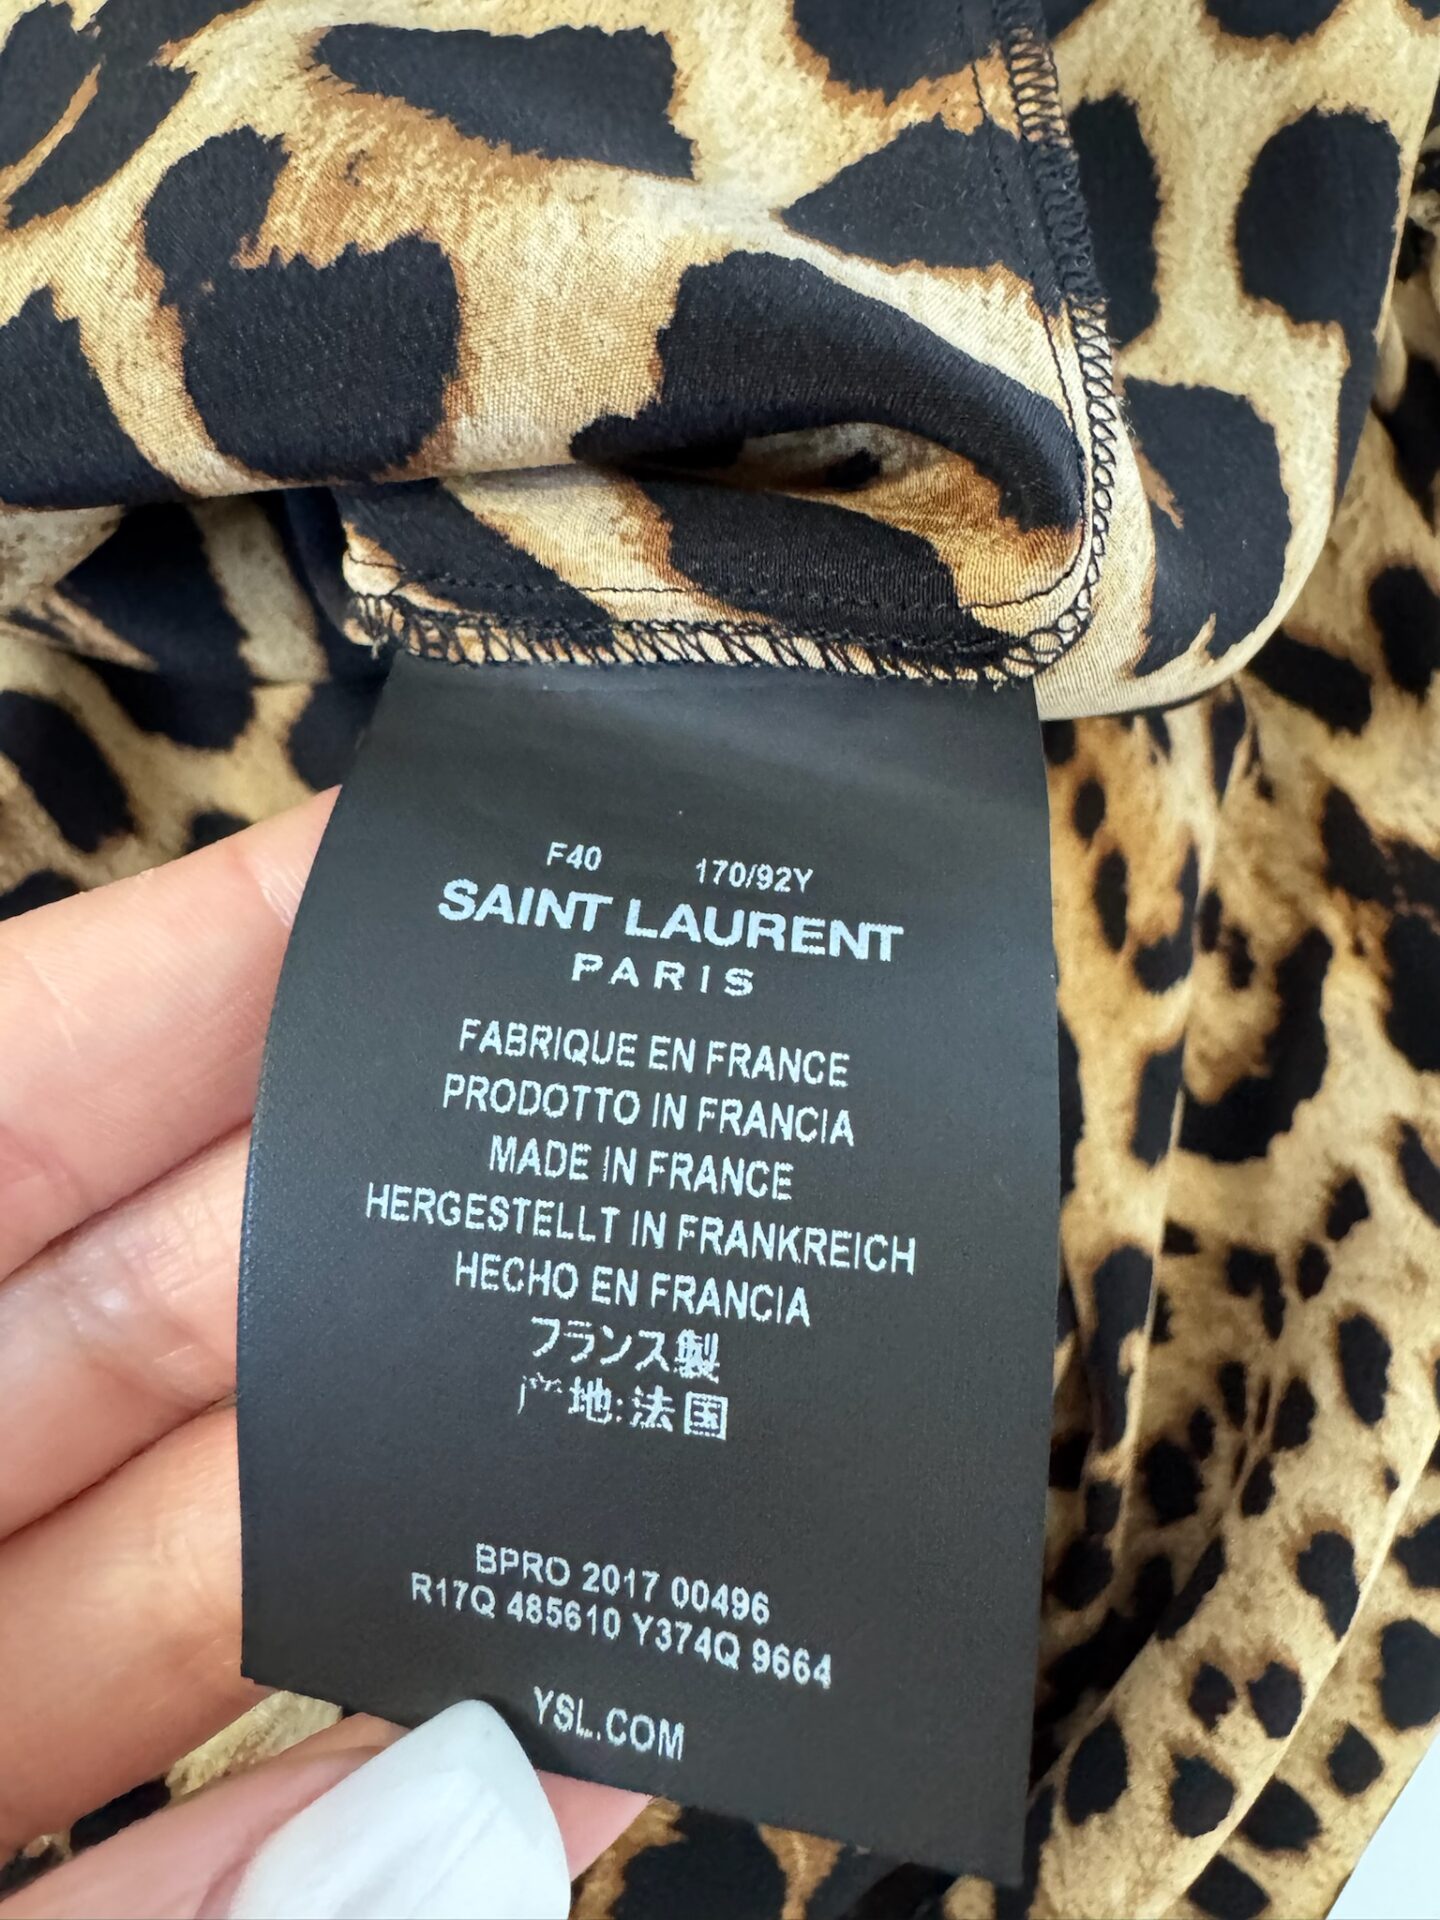 F40 170/92Y
SAINT LAURENT
PARIS
FABRIQUE EN FRANCE
PRODOTTO IN FRANCIA
MADE IN FRANCE
HERGESTELLT IN FRANKREICH
HECHO EN FRANCIA
フランス製
产地:法国
BPRO 2017 00496
R17Q 485610 Y374Q 9664
YSL.COM